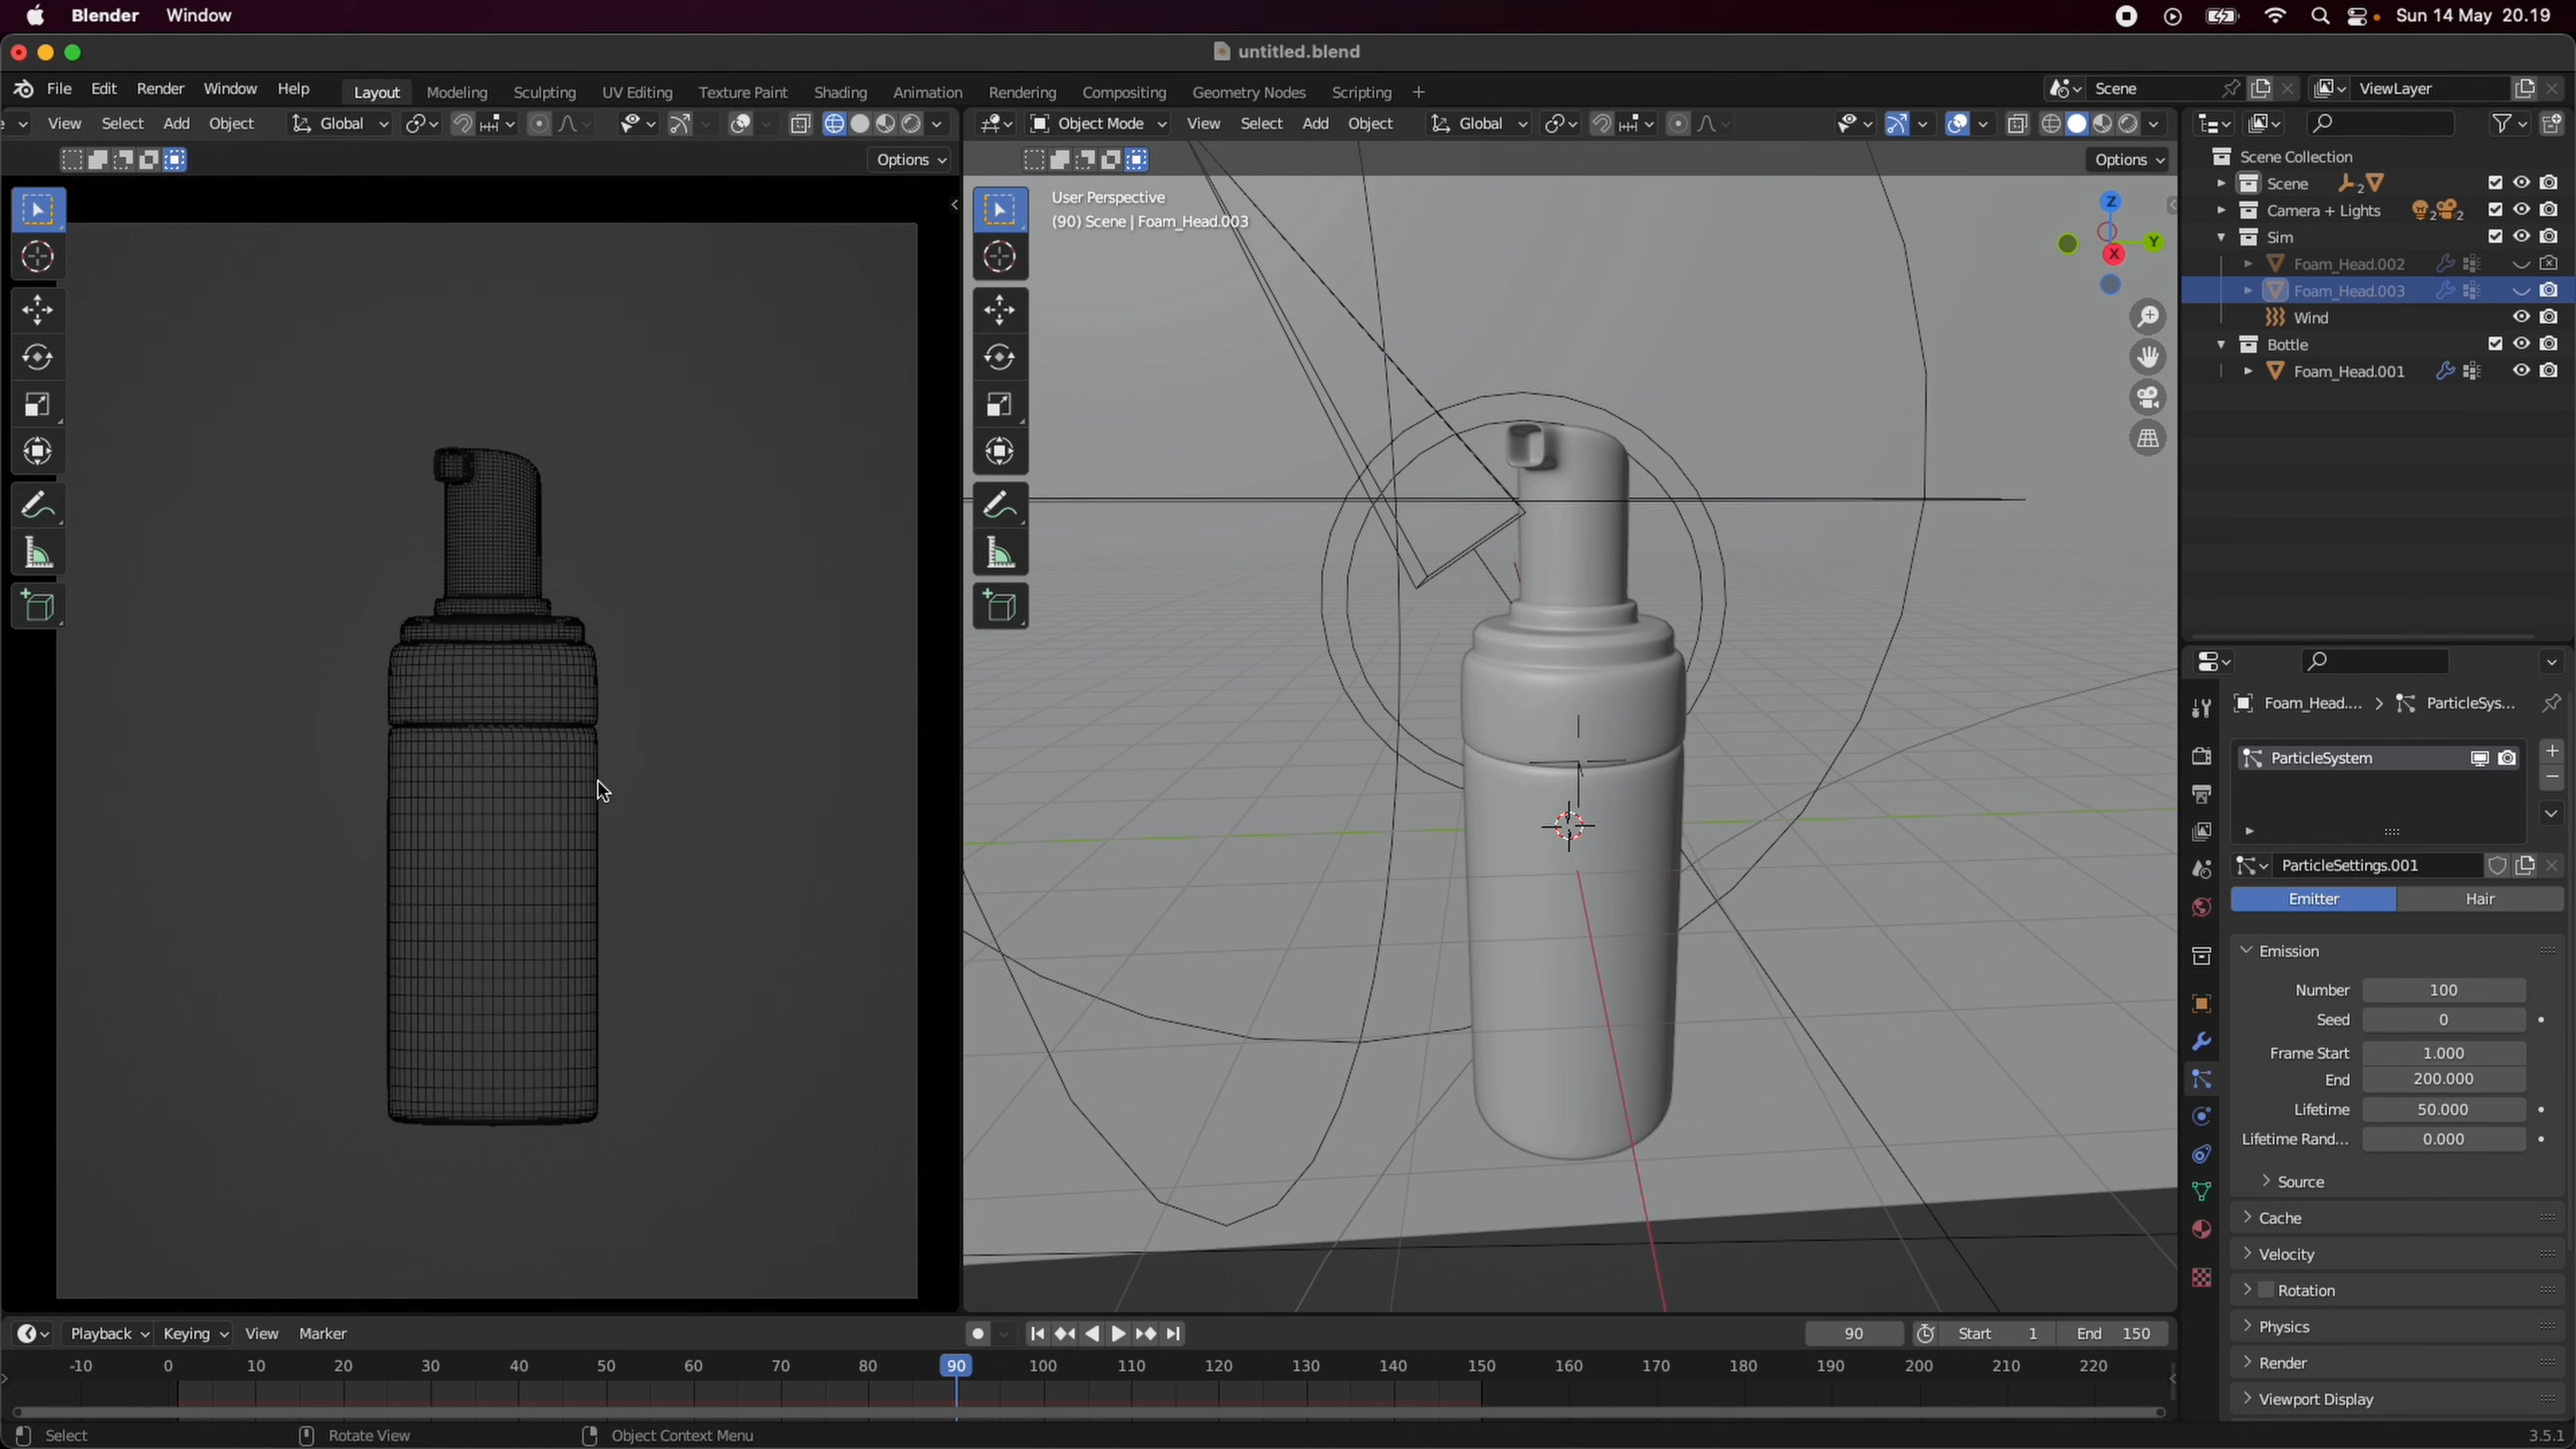 Blender Window Sun 14 May 20.19
untitled.blend
File Edit Render Window Help Layout Modeling Sculpting UV Editing Texture Paint Shading Animation Rendering Compositing Geometry Nodes Scripting + Scene ViewLayer
View Select Add Object Global Object Mode View Select Add Object Global
Options Options
User Perspective
(90) Scene | Foam_Head.003
Z
Y
X
Scene Collection
Scene 2
Camera + Lights 2 2
Sim
Foam_Head.002
Foam_Head.003
Wind
Bottle
Foam_Head.001
Foam_Head.... > ParticleSys...
ParticleSystem
ParticleSettings.001
Emitter Hair
Emission
Number 100
Seed 0
Frame Start 1.000
End 200.000
Lifetime 50.000
Lifetime Rand... 0.000
Source
Cache
Velocity
Rotation
Physics
Render
Viewport Display
Playback Keying View Marker 90 Start 1 End 150
-10 0 10 20 30 40 50 60 70 80 90 100 110 120 130 140 150 160 170 180 190 200 210 220
Select Rotate View Object Context Menu 3.5.1